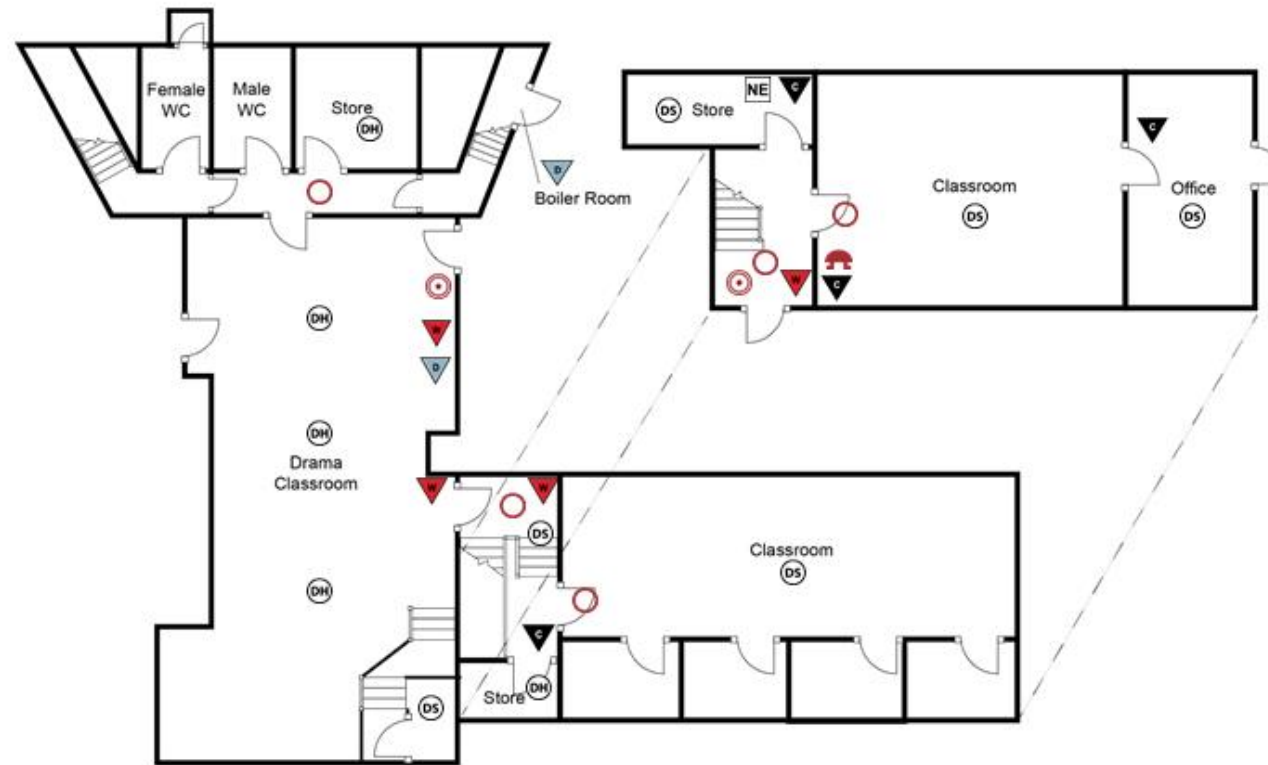 Female
WC
Male
WC
Store
DH
D
Boiler Room
DS
Store
NE
C
C
Classroom
DS
Office
DS
W
C
DH
W
D
DH
Drama
Classroom
W
W
DS
Classroom
DS
DH
C
Store
DH
DS